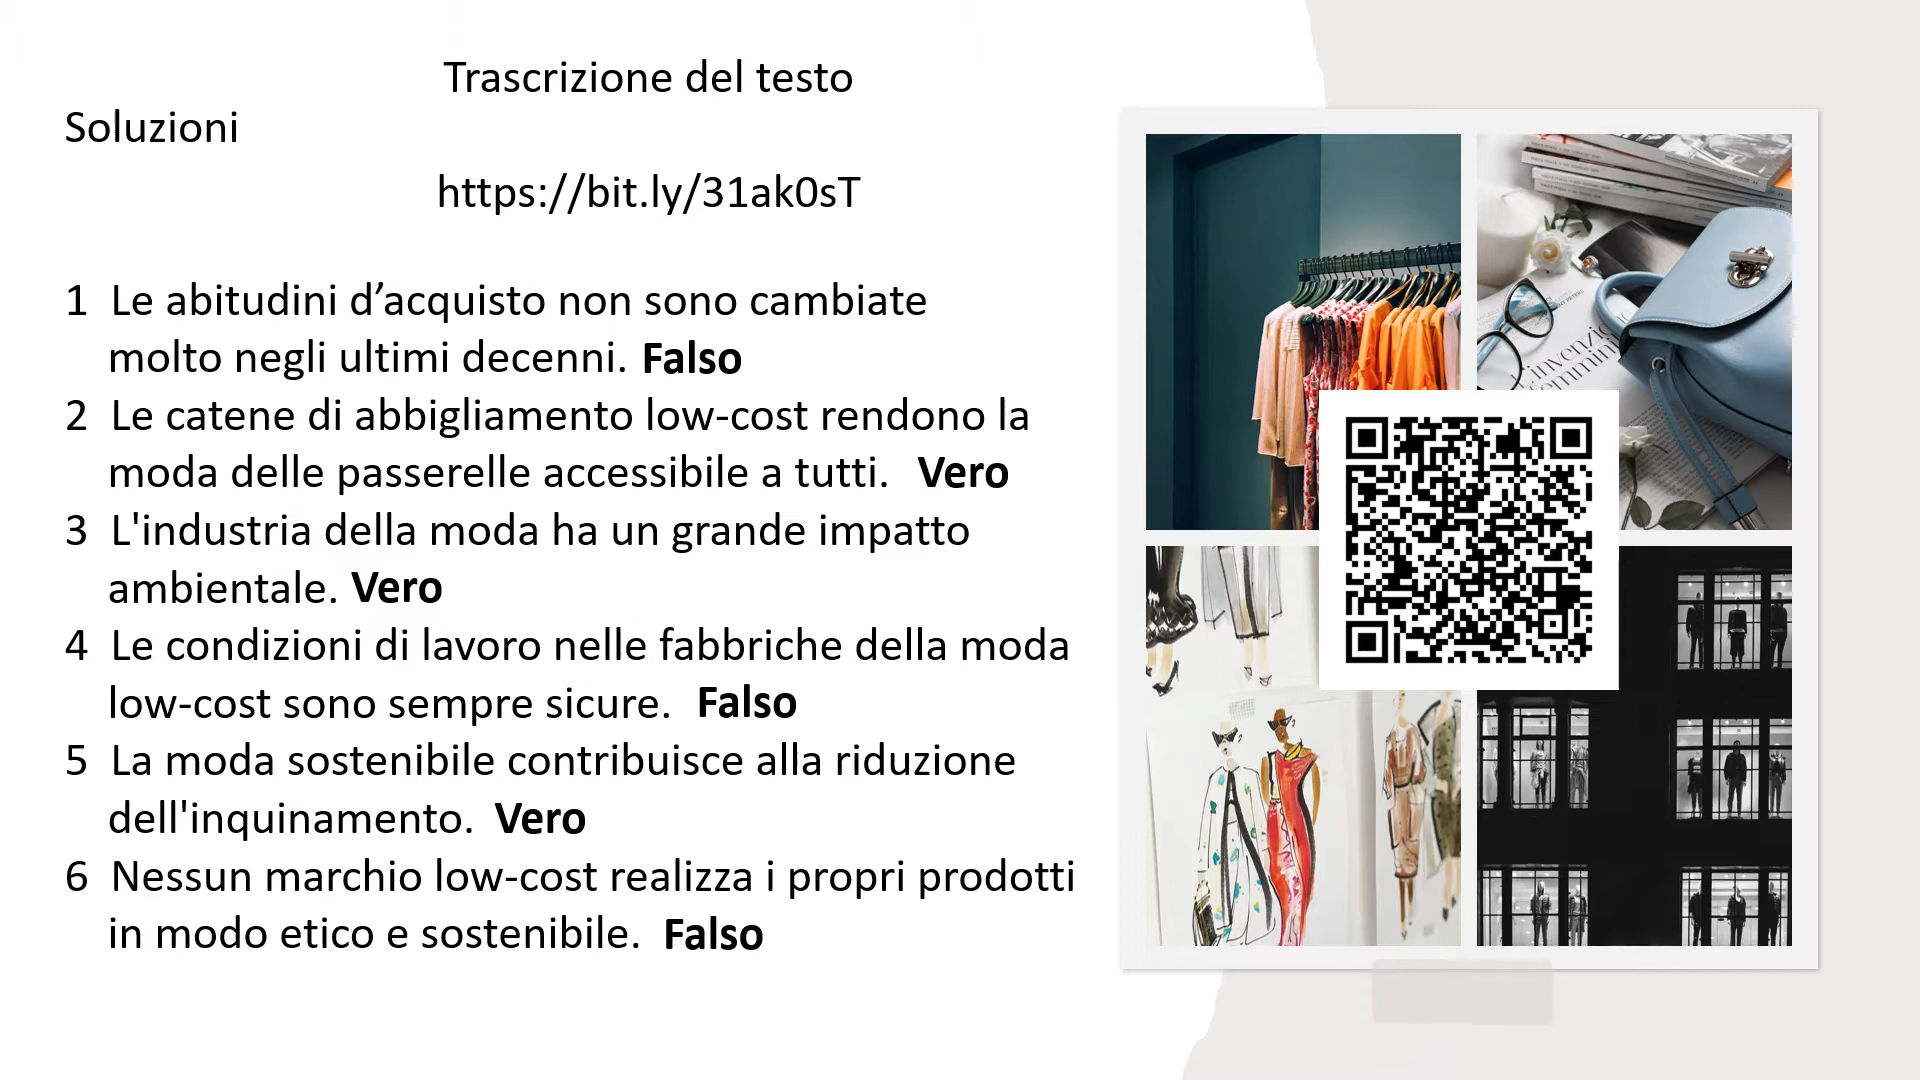 Trascrizione del testo
Soluzioni
https://bit.ly/31ak0sT
1 Le abitudini d’acquisto non sono cambiate
molto negli ultimi decenni. Falso
2 Le catene di abbigliamento low-cost rendono la
moda delle passerelle accessibile a tutti. Vero
3 L'industria della moda ha un grande impatto
ambientale. Vero
4 Le condizioni di lavoro nelle fabbriche della moda
low-cost sono sempre sicure. Falso
5 La moda sostenibile contribuisce alla riduzione
dell'inquinamento. Vero
6 Nessun marchio low-cost realizza i propri prodotti
in modo etico e sostenibile. Falso